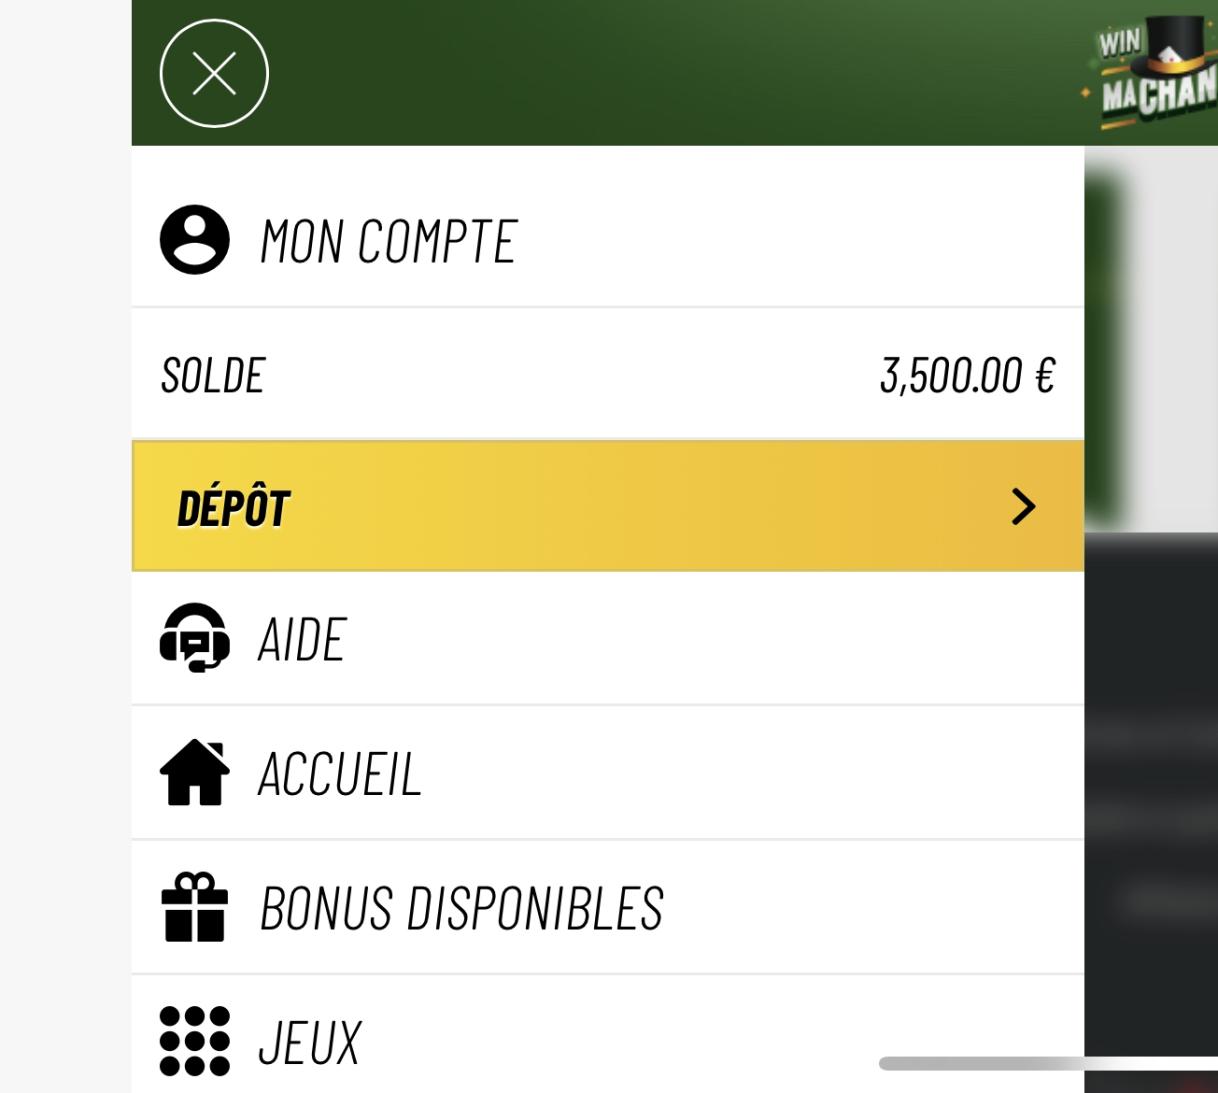 WIN
MACHAN
MON COMPTE
SOLDE 3,500.00 €
DÉPÔT
AIDE
ACCUEIL
BONUS DISPONIBLES
JEUX